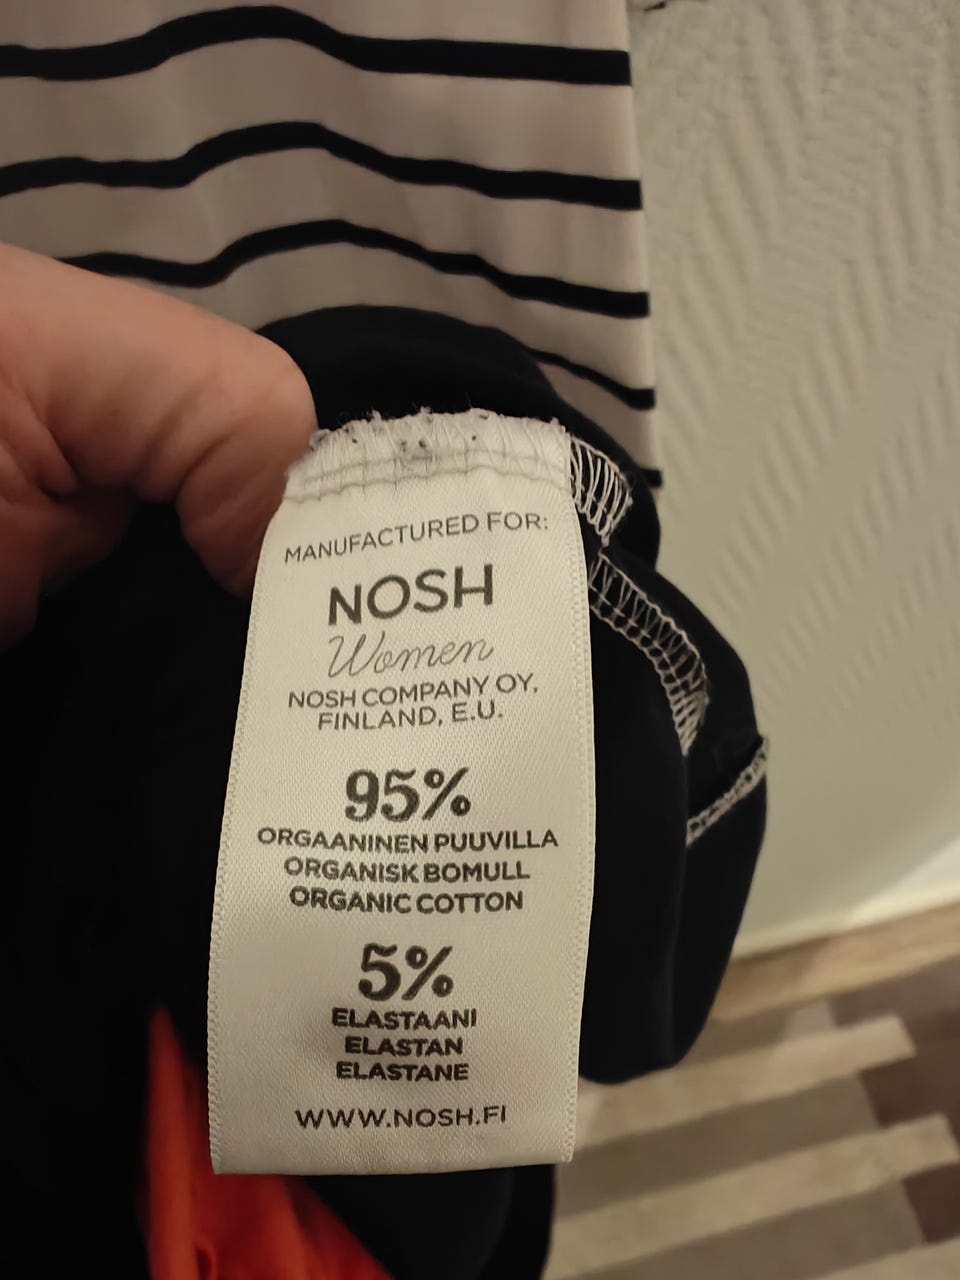 MANUFACTURED FOR:
NOSH
Women
NOSH COMPANY OY,
FINLAND, E.U.
95%
ORGAANINEN PUUVILLA
ORGANISK BOMULL
ORGANIC COTTON
5%
ELASTAANI
ELASTAN
ELASTANE
WWW.NOSH.FI